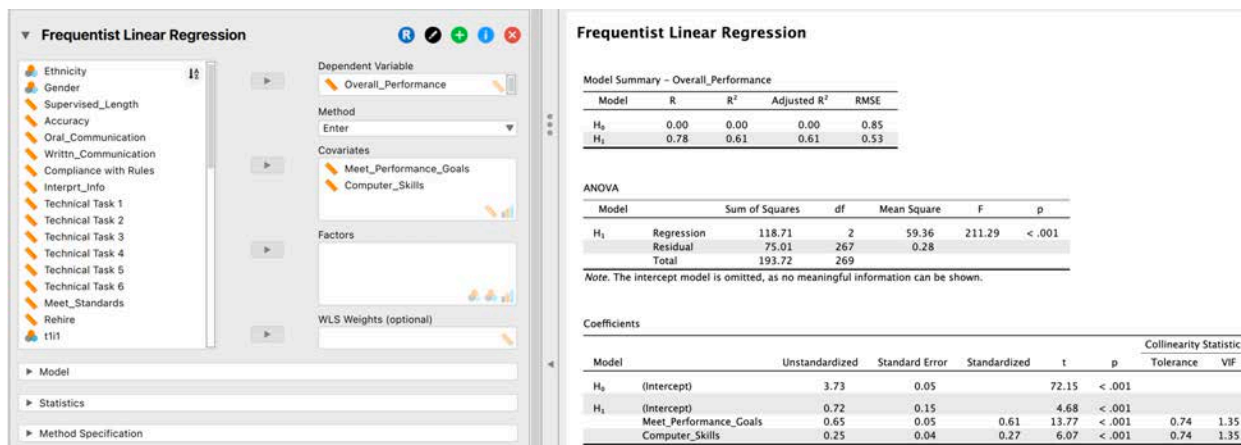 Frequentist Linear Regression
R
i
Ethnicity
Gender
Supervised_Length
Accuracy
Oral_Communication
Writtn_Communication
Compliance with Rules
Interprt_Info
Technical Task 1
Technical Task 2
Technical Task 3
Technical Task 4
Technical Task 5
Technical Task 6
Meet_Standards
Rehire
t1i1
Dependent Variable
Overall_Performance
Method
Enter
Covariates
Meet_Performance_Goals
Computer_Skills
Factors
WLS Weights (optional)
Model
Statistics
Method Specification
Frequentist Linear Regression
Model Summary - Overall_Performance
Model R R² Adjusted R² RMSE
H₀ 0.00 0.00 0.00 0.85
H₁ 0.78 0.61 0.61 0.53
ANOVA
Model Sum of Squares df Mean Square F p
H₁ Regression 118.71 2 59.36 211.29 < .001
Residual 75.01 267 0.28
Total 193.72 269
Note. The intercept model is omitted, as no meaningful information can be shown.
Coefficients
Collinearity Statistic
Model Unstandardized Standard Error Standardized t p Tolerance VIF
H₀ (Intercept) 3.73 0.05 72.15 < .001
H₁ (Intercept) 0.72 0.15 4.68 < .001
Meet_Performance_Goals 0.65 0.05 0.61 13.77 < .001 0.74 1.35
Computer_Skills 0.25 0.04 0.27 6.07 < .001 0.74 1.35